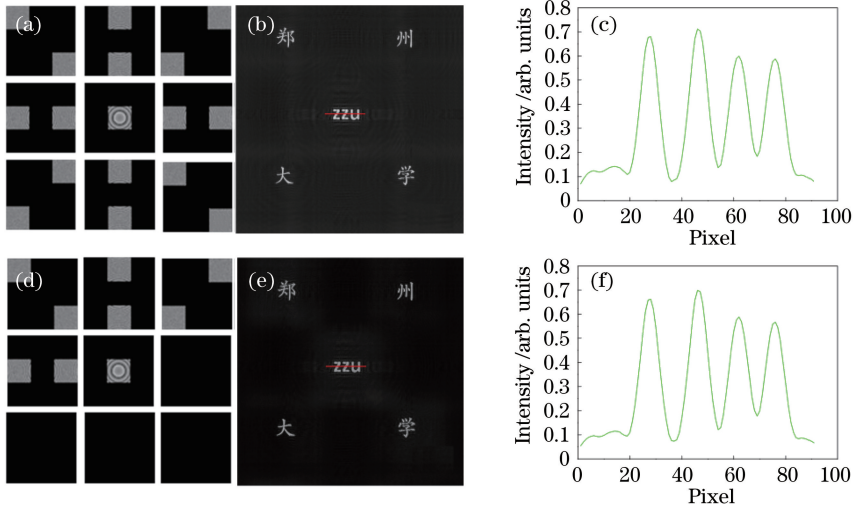 (a)
(b)
郑 州
zzu
大 学
(c)
Intensity /arb. units
0.8
0.7
0.6
0.5
0.4
0.3
0.2
0.1
0
0 20 40 60 80 100
Pixel
(d)
(e)
郑 州
zzu
大 学
(f)
Intensity /arb. units
0.8
0.7
0.6
0.5
0.4
0.3
0.2
0.1
0
0 20 40 60 80 100
Pixel